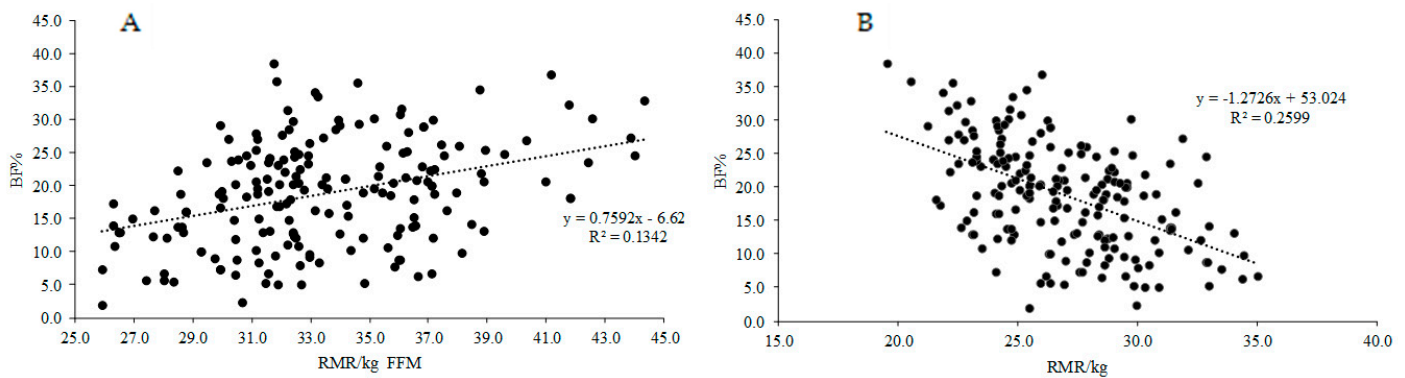 A
45.0
40.0
35.0
30.0
25.0
20.0
15.0
10.0
5.0
0.0
BF%
25.0 27.0 29.0 31.0 33.0 35.0 37.0 39.0 41.0 43.0 45.0
RMR/kg FFM
y = 0.7592x - 6.62
R² = 0.1342
B
45.0
40.0
35.0
30.0
25.0
20.0
15.0
10.0
5.0
0.0
BF%
15.0 20.0 25.0 30.0 35.0 40.0
RMR/kg
y = -1.2726x + 53.024
R² = 0.2599